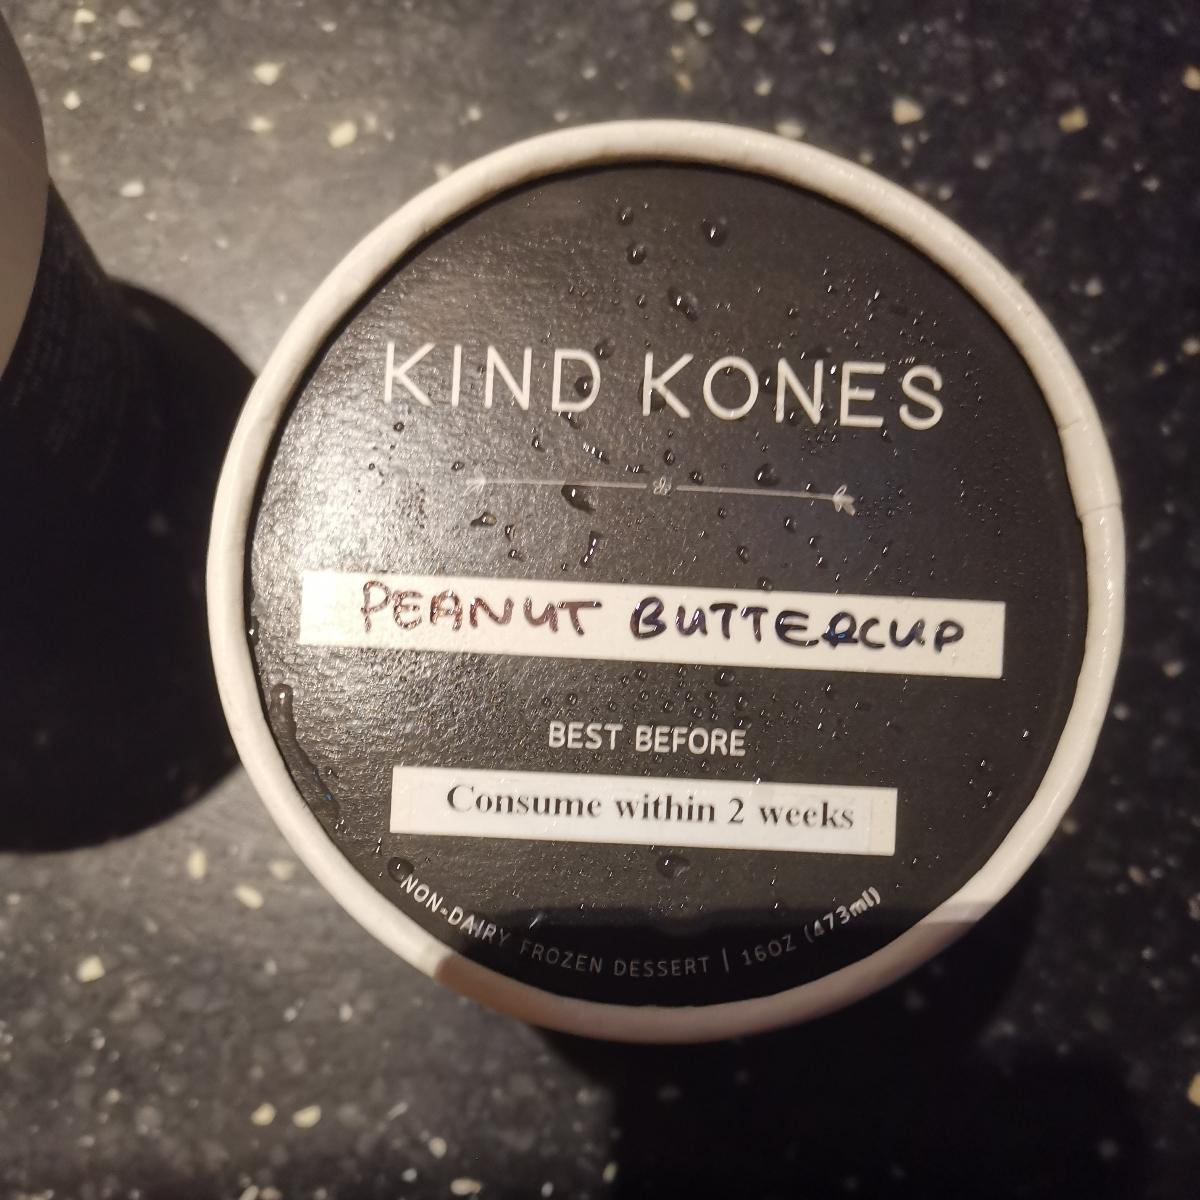 KIND KONES
PEANUT BUTTERCUP
BEST BEFORE
Consume within 2 weeks
NON-DAIRY FROZEN DESSERT | 16OZ (473ml)